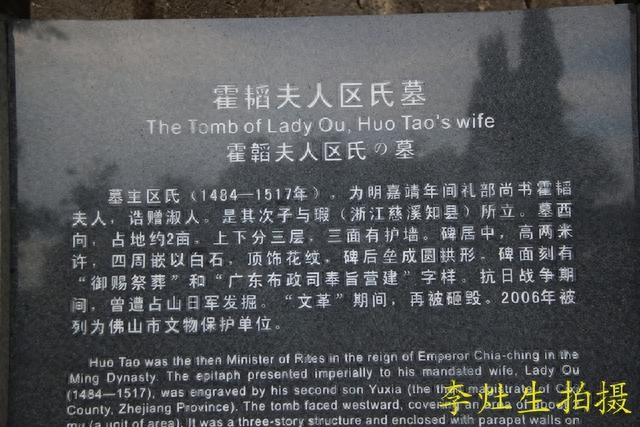 霍韬夫人区氏墓
The Tomb of Lady Ou, Huo Tao's wife
霍韜夫人区氏の墓
墓主区氏（1484—1517年），为明嘉靖年间礼部尚书霍韬
夫人，诰赠淑人。是其次子与瑕（浙江慈溪知县）所立。墓西
向，占地约2亩，上下分三层，三面有护墙。碑居中，高两米
许，四周嵌以白石，顶饰花纹，碑后垒成圆拱形。碑面刻有
“御赐祭葬”和“广东布政司奉旨营建”字样。抗日战争期
间，曾遭占山日军发掘。“文革”期间，再被砸毁。2006年被
列为佛山市文物保护单位。
Huo Tao was the then Minister of Rites in the reign of Emperor Chia-ching in the
Ming Dynasty. The epitaph presented imperially to his mandated wife, Lady Ou
(1484—1517), was engraved by his second son Yuxia (the then magistrate of Cixi
County, Zhejiang Province). The tomb faced westward, an area of
mu (a unit of area). It was a three-story structure and enclosed with parapet walls on
李灶生拍摄